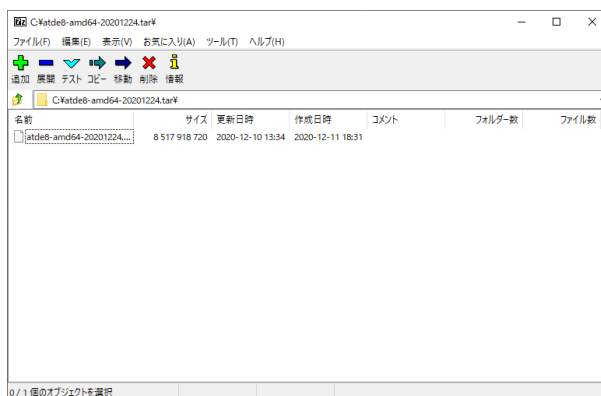 C:¥atde8-amd64-20201224.tar¥
ファイル(F) 編集(E) 表示(V) お気に入り(A) ツール(T) ヘルプ(H)
追加 展開 テスト コピー 移動 削除 情報
C:¥atde8-amd64-20201224.tar¥
名前 サイズ 更新日時 作成日時 コメント フォルダー数 ファイル数
atde8-amd64-20201224.... 8 517 918 720 2020-12-10 13:34 2020-12-11 18:31
0 / 1 個のオブジェクトを選択